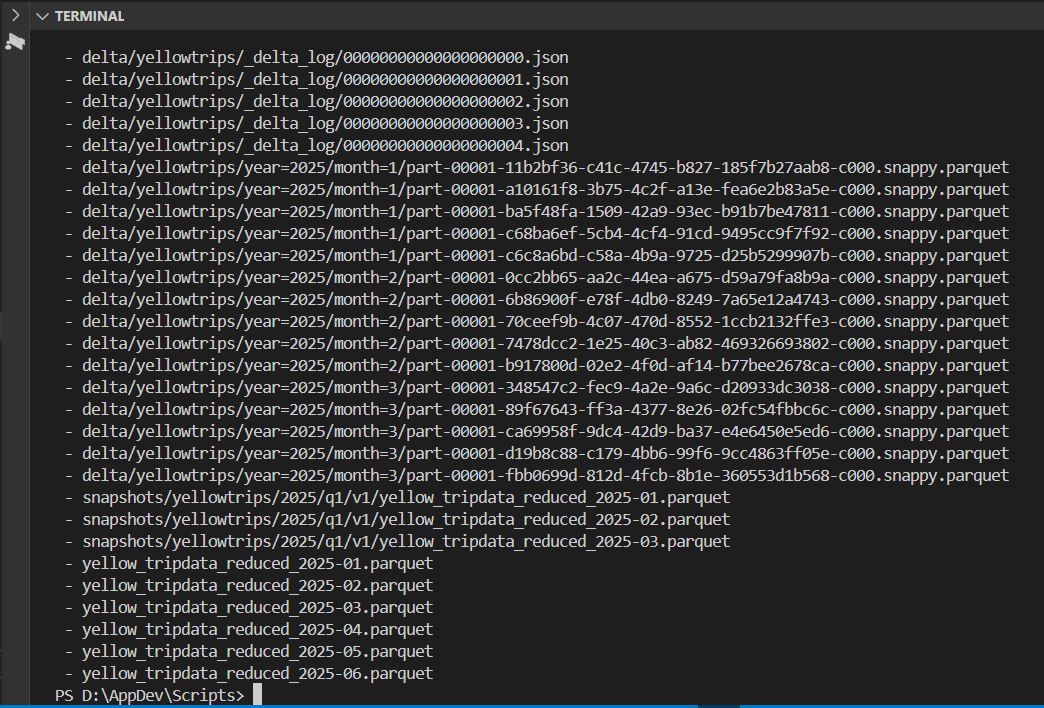 TERMINAL
- delta/yellowtrips/_delta_log/00000000000000000000.json
- delta/yellowtrips/_delta_log/00000000000000000001.json
- delta/yellowtrips/_delta_log/00000000000000000002.json
- delta/yellowtrips/_delta_log/00000000000000000003.json
- delta/yellowtrips/_delta_log/00000000000000000004.json
- delta/yellowtrips/year=2025/month=1/part-00001-11b2bf36-c41c-4745-b827-185f7b27aab8-c000.snappy.parquet
- delta/yellowtrips/year=2025/month=1/part-00001-a10161f8-3b75-4c2f-a13e-fea6e2b83a5e-c000.snappy.parquet
- delta/yellowtrips/year=2025/month=1/part-00001-ba5f48fa-1509-42a9-93ec-b91b7be47811-c000.snappy.parquet
- delta/yellowtrips/year=2025/month=1/part-00001-c68ba6ef-5cb4-4cf4-91cd-9495cc9f7f92-c000.snappy.parquet
- delta/yellowtrips/year=2025/month=1/part-00001-c6c8a6bd-c58a-4b9a-9725-d25b5299907b-c000.snappy.parquet
- delta/yellowtrips/year=2025/month=2/part-00001-0cc2bb65-aa2c-44ea-a675-d59a79fa8b9a-c000.snappy.parquet
- delta/yellowtrips/year=2025/month=2/part-00001-6b86900f-e78f-4db0-8249-7a65e12a4743-c000.snappy.parquet
- delta/yellowtrips/year=2025/month=2/part-00001-70ceef9b-4c07-470d-8552-1ccb2132ffe3-c000.snappy.parquet
- delta/yellowtrips/year=2025/month=2/part-00001-7478dcc2-1e25-40c3-ab82-469326693802-c000.snappy.parquet
- delta/yellowtrips/year=2025/month=2/part-00001-b917800d-02e2-4f0d-af14-b77bee2678ca-c000.snappy.parquet
- delta/yellowtrips/year=2025/month=3/part-00001-348547c2-fec9-4a2e-9a6c-d20933dc3038-c000.snappy.parquet
- delta/yellowtrips/year=2025/month=3/part-00001-89f67643-ff3a-4377-8e26-02fc54fbbc6c-c000.snappy.parquet
- delta/yellowtrips/year=2025/month=3/part-00001-ca69958f-9dc4-42d9-ba37-e4e6450e5ed6-c000.snappy.parquet
- delta/yellowtrips/year=2025/month=3/part-00001-d19b8c88-c179-4bb6-99f6-9cc4863ff05e-c000.snappy.parquet
- delta/yellowtrips/year=2025/month=3/part-00001-fbb0699d-812d-4fcb-8b1e-360553d1b568-c000.snappy.parquet
- snapshots/yellowtrips/2025/q1/v1/yellow_tripdata_reduced_2025-01.parquet
- snapshots/yellowtrips/2025/q1/v1/yellow_tripdata_reduced_2025-02.parquet
- snapshots/yellowtrips/2025/q1/v1/yellow_tripdata_reduced_2025-03.parquet
- yellow_tripdata_reduced_2025-01.parquet
- yellow_tripdata_reduced_2025-02.parquet
- yellow_tripdata_reduced_2025-03.parquet
- yellow_tripdata_reduced_2025-04.parquet
- yellow_tripdata_reduced_2025-05.parquet
- yellow_tripdata_reduced_2025-06.parquet
PS D:\AppDev\Scripts>